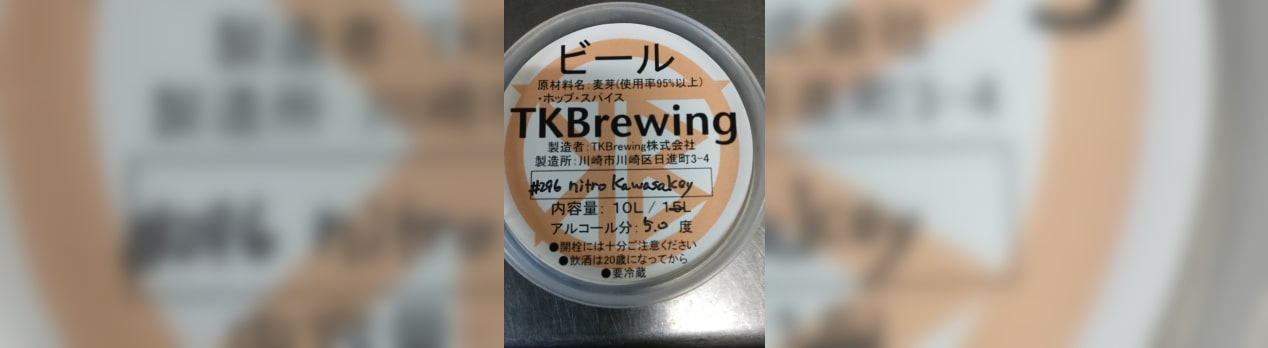 ビール
原材料名：麦芽(使用率95%以上)
・ホップ・スパイス
TKBrewing
製造者：TKBrewing株式会社
製造所：川崎市川崎区日進町3-4
#296 nitro Kawasakey
内容量：10L / 15L
アルコール分：5.0 度
●開栓には十分ご注意ください
●飲酒は20歳になってから
●要冷蔵